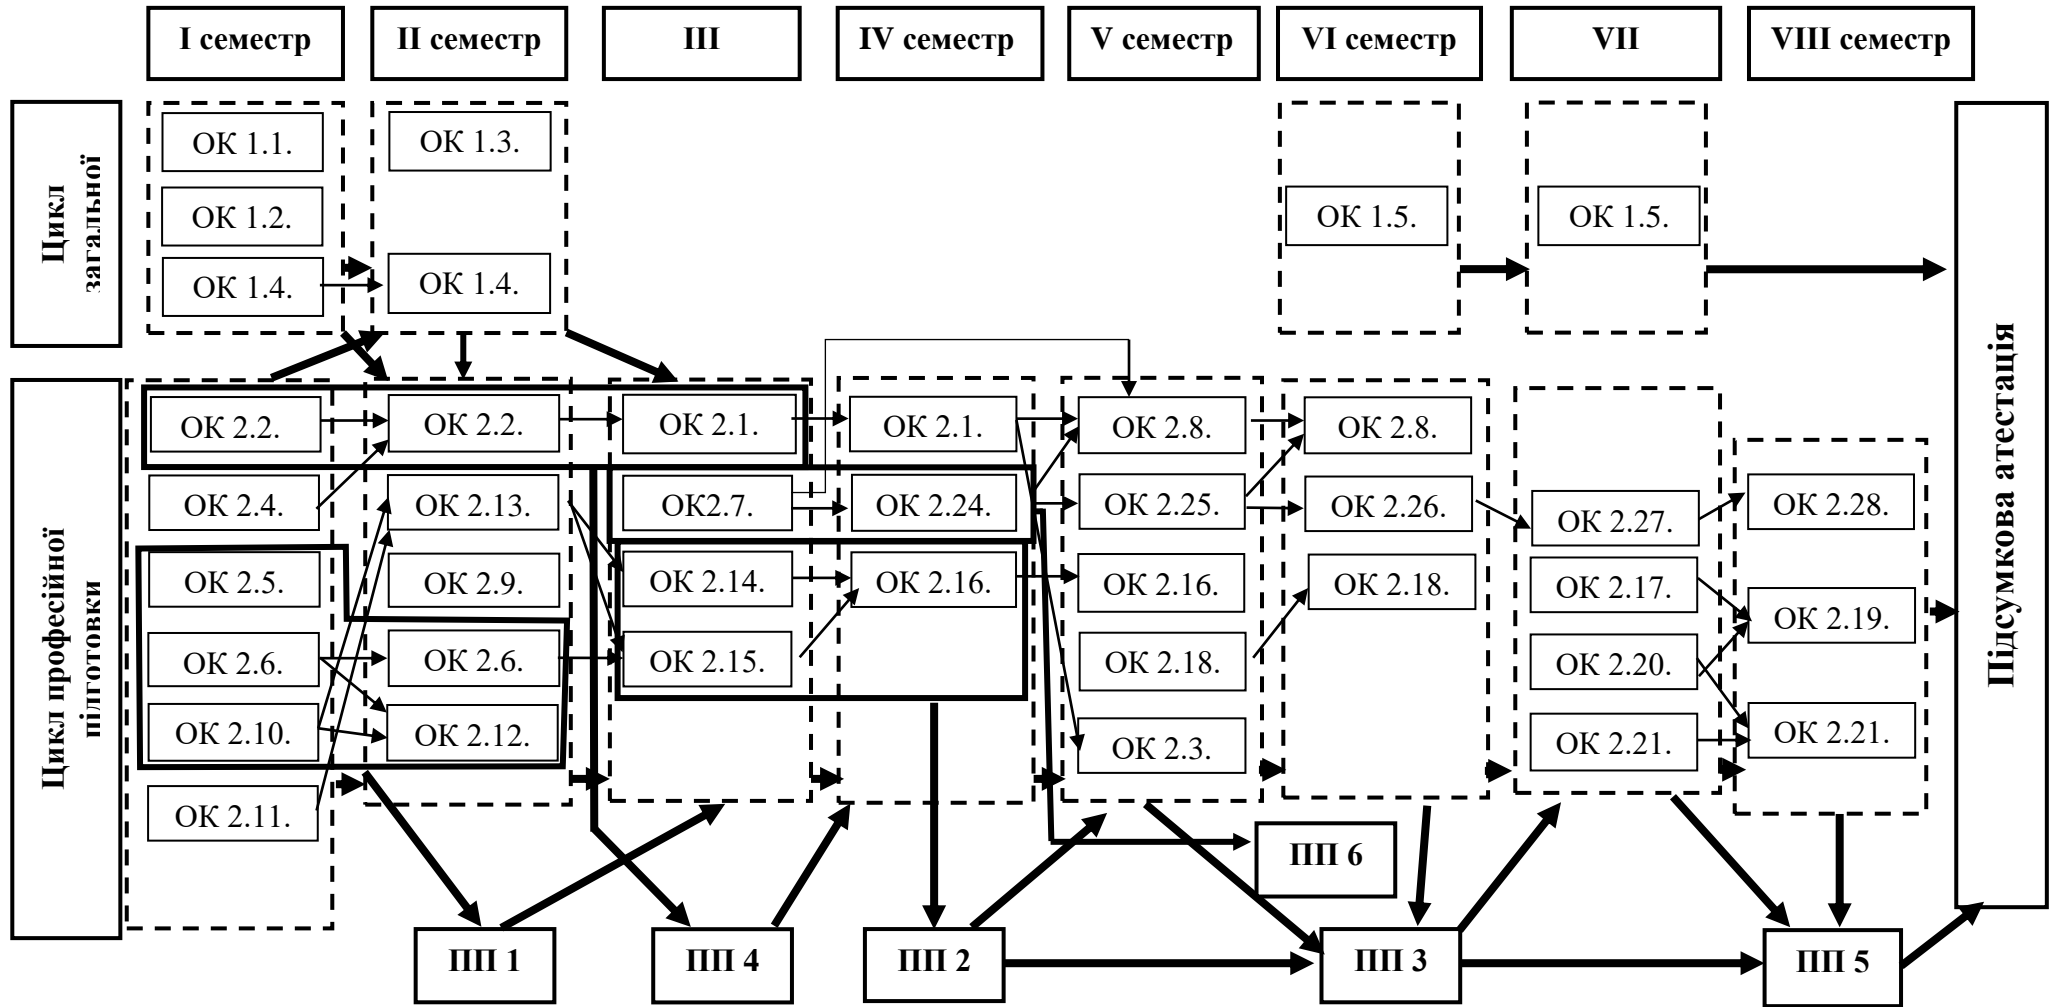 I семестр
II семестр
III
IV семестр
V семестр
VI семестр
VII
VIII семестр
Цикл
загальної
ОК 1.1.
ОК 1.2.
ОК 1.4.
ОК 1.3.
ОК 1.4.
ОК 1.5.
ОК 1.5.
Цикл професійної
підготовки
ОК 2.2.
ОК 2.4.
ОК 2.5.
ОК 2.6.
ОК 2.10.
ОК 2.11.
ОК 2.2.
ОК 2.13.
ОК 2.9.
ОК 2.6.
ОК 2.12.
ОК 2.1.
ОК2.7.
ОК 2.14.
ОК 2.15.
ОК 2.1.
ОК 2.24.
ОК 2.16.
ОК 2.8.
ОК 2.25.
ОК 2.16.
ОК 2.18.
ОК 2.3.
ОК 2.8.
ОК 2.26.
ОК 2.18.
ОК 2.27.
ОК 2.17.
ОК 2.20.
ОК 2.21.
ОК 2.28.
ОК 2.19.
ОК 2.21.
ПП 1
ПП 4
ПП 2
ПП 6
ПП 3
ПП 5
Підсумкова атестація